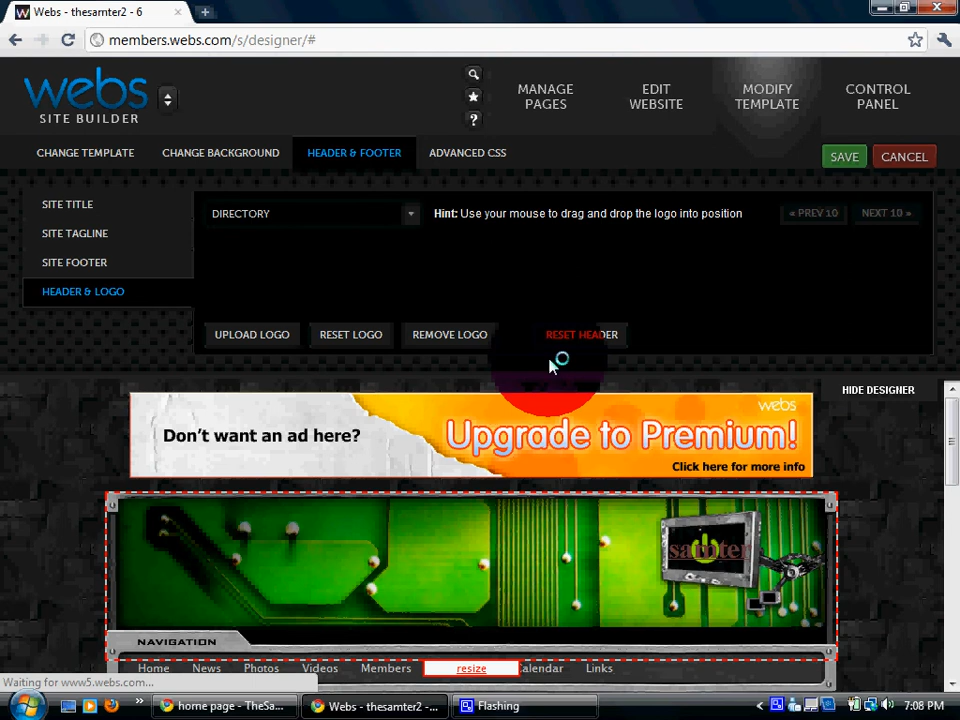 Webs - thesarnter2 - 6
members.webs.com/s/designer/#
webs
SITE BUILDER
?
MANAGE
PAGES
EDIT
WEBSITE
MODIFY
TEMPLATE
CONTROL
PANEL
CHANGE TEMPLATE
CHANGE BACKGROUND
HEADER & FOOTER
ADVANCED CSS
SAVE
CANCEL
SITE TITLE
SITE TAGLINE
SITE FOOTER
HEADER & LOGO
DIRECTORY
Hint: Use your mouse to drag and drop the logo into position
« PREV 10
NEXT 10 »
UPLOAD LOGO
RESET LOGO
REMOVE LOGO
RESET HEADER
HIDE DESIGNER
Don't want an ad here?
webs
Upgrade to Premium!
Click here for more info
sarnter
NAVIGATION
Home News Photos Videos Members resize Calendar Links
Waiting for www5.webs.com...
home page - TheSa...
Webs - thesarnter2 -...
Flashing
7:08 PM